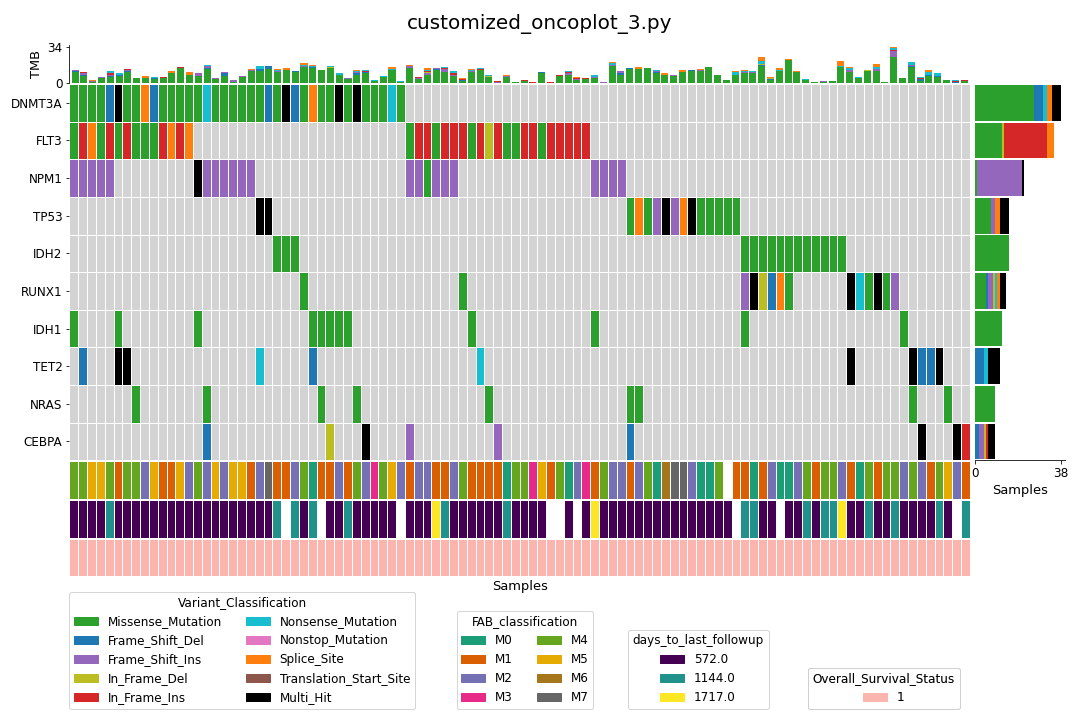 customized_oncoplot_3.py
34
TMB
0
DNMT3A
FLT3
NPM1
TP53
IDH2
RUNX1
IDH1
TET2
NRAS
CEBPA
0 38
Samples
Samples
Variant_Classification
Missense_Mutation
Frame_Shift_Del
Frame_Shift_Ins
In_Frame_Del
In_Frame_Ins
Nonsense_Mutation
Nonstop_Mutation
Splice_Site
Translation_Start_Site
Multi_Hit
FAB_classification
M0
M1
M2
M3
M4
M5
M6
M7
days_to_last_followup
572.0
1144.0
1717.0
Overall_Survival_Status
1